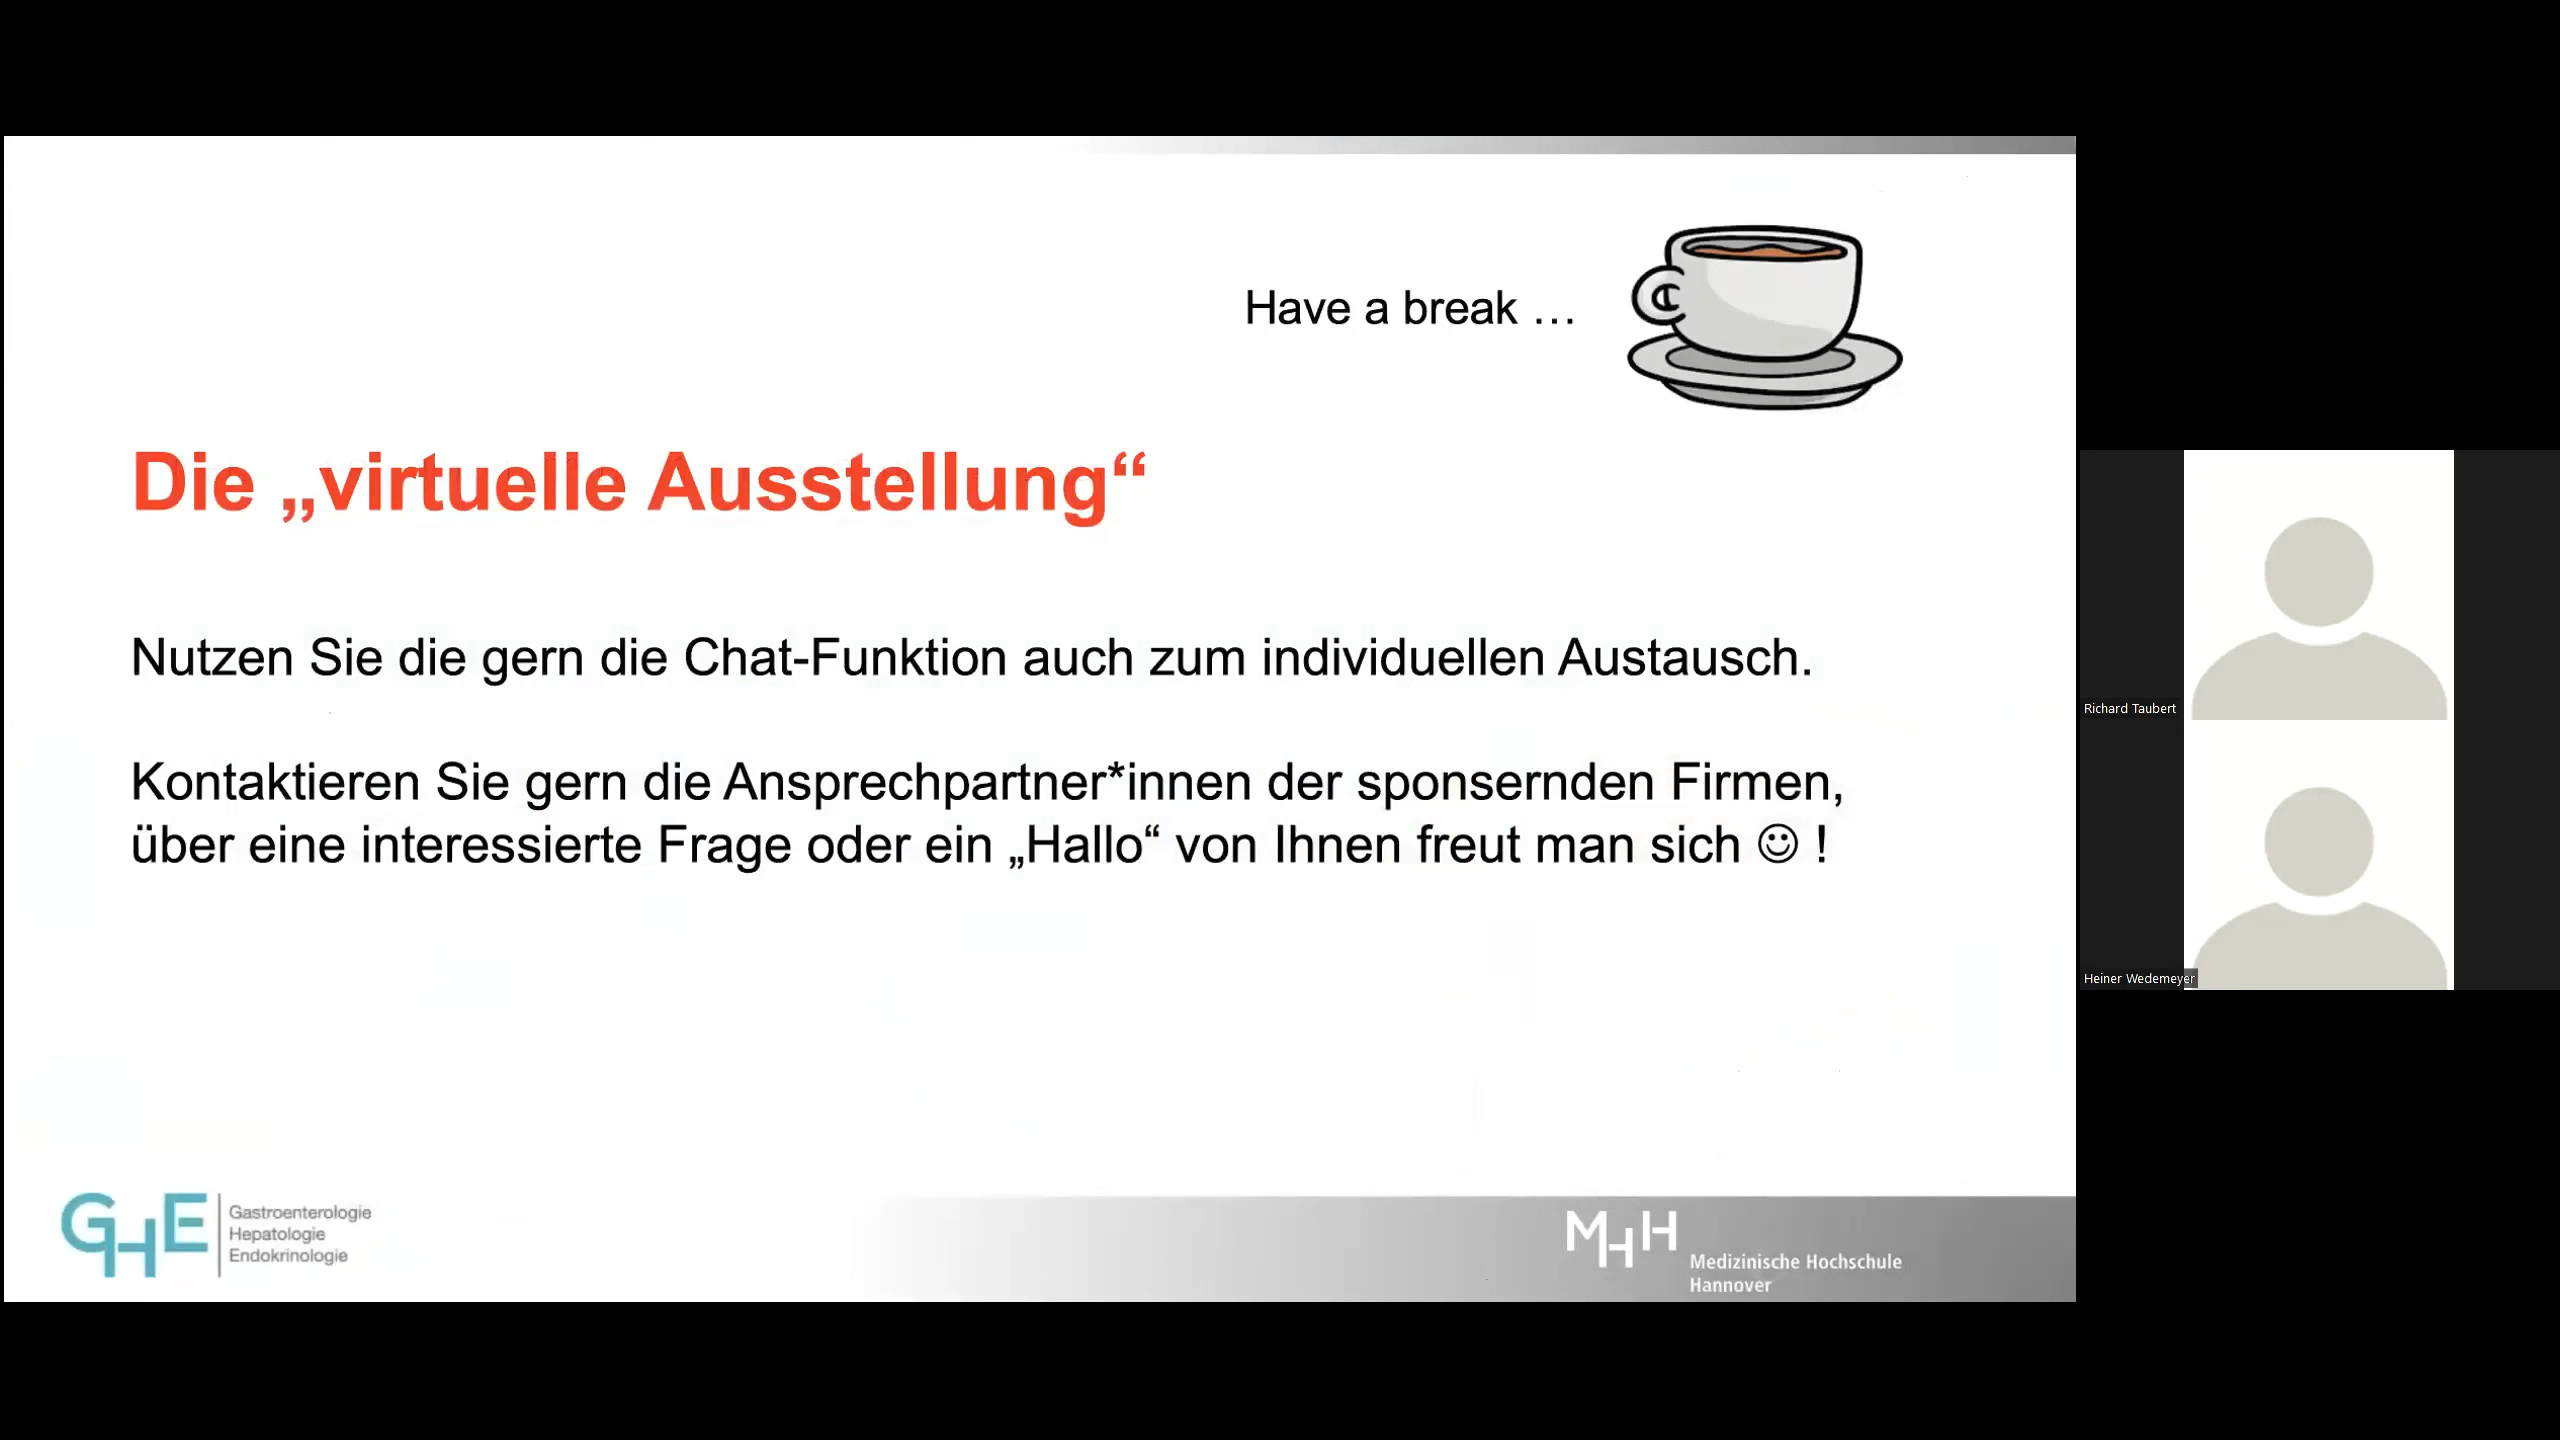 Have a break …
Die „virtuelle Ausstellung“
Nutzen Sie die gern die Chat-Funktion auch zum individuellen Austausch.
Kontaktieren Sie gern die Ansprechpartner*innen der sponsernden Firmen,
über eine interessierte Frage oder ein „Hallo“ von Ihnen freut man sich ☺ !
GHE
Gastroenterologie
Hepatologie
Endokrinologie
MHH
Medizinische Hochschule
Hannover
Richard Taubert
Heiner Wedemeyer